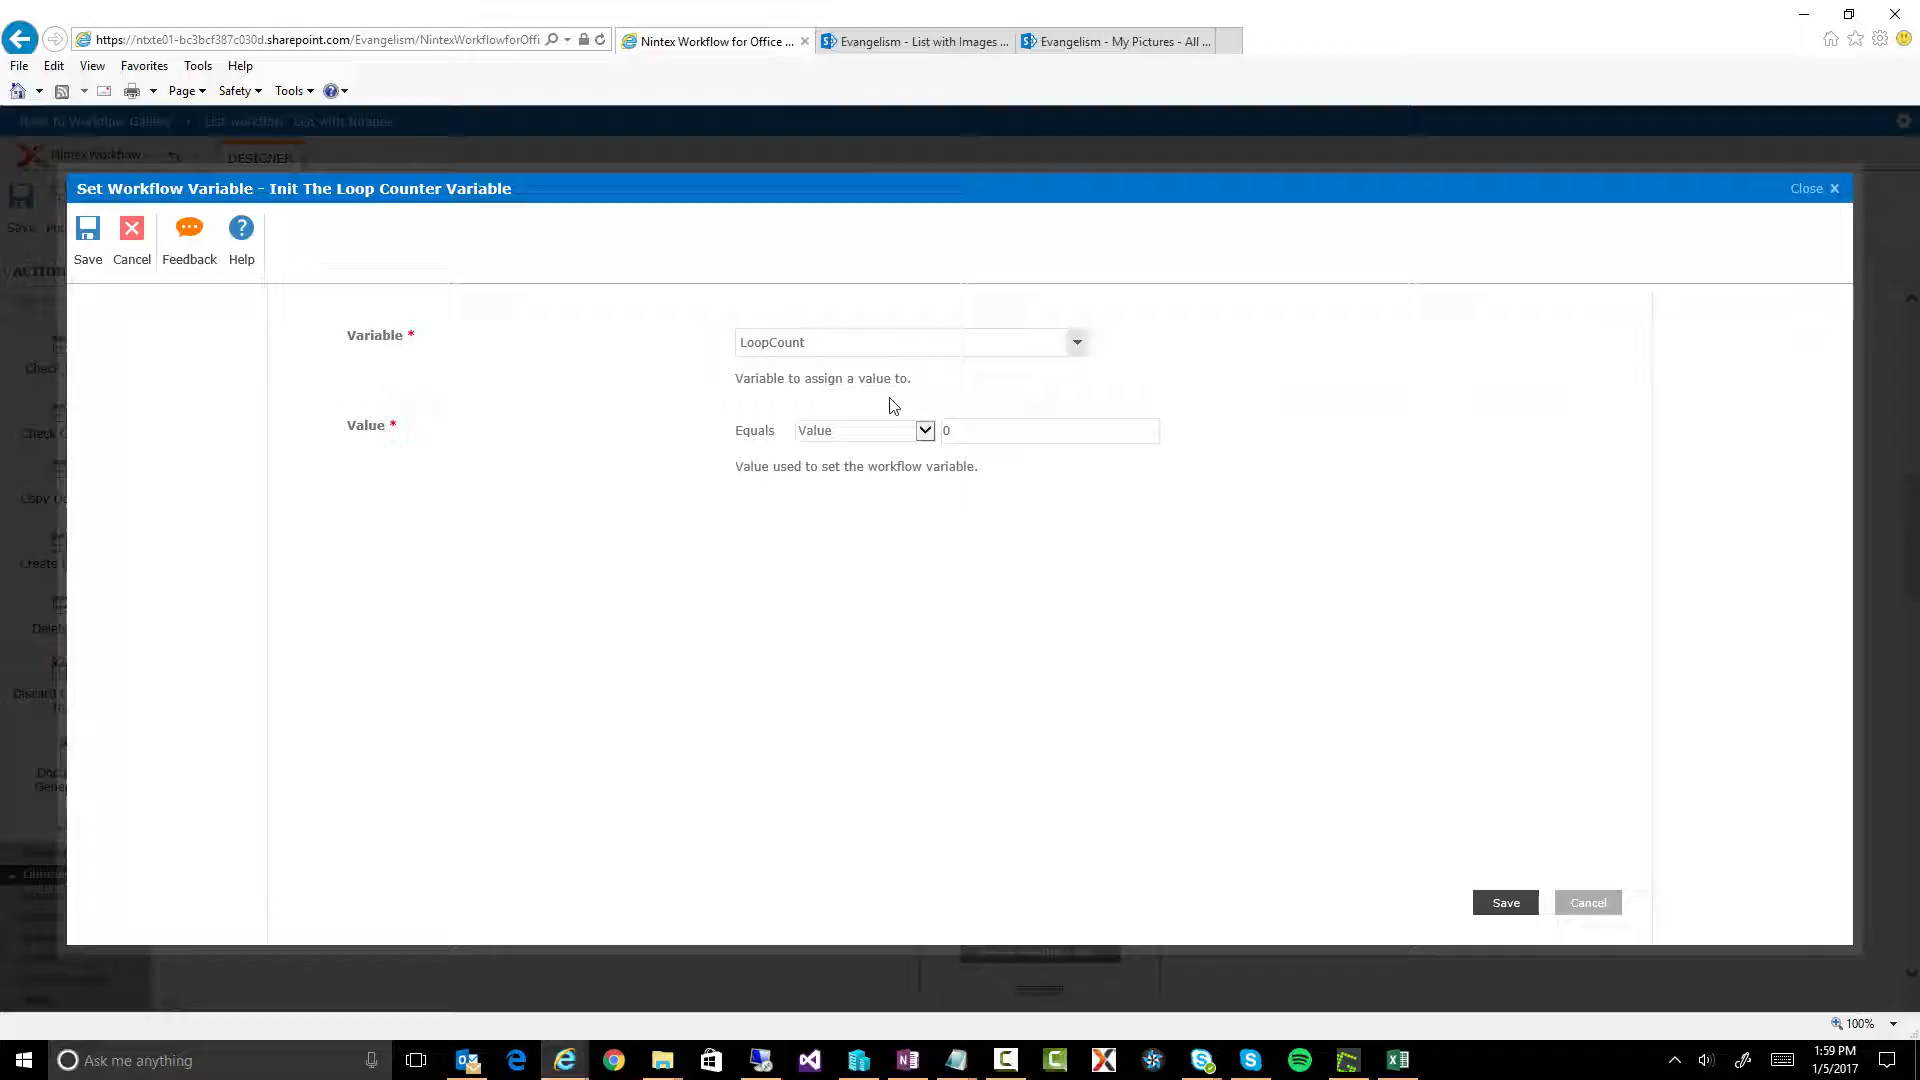 https://ntxte01-bc3bcf387c030d.sharepoint.com/Evangelism/NintexWorkflowforOffi
Nintex Workflow for Office ...
Evangelism - List with Images ...
Evangelism - My Pictures - All ...
File Edit View Favorites Tools Help
Page Safety Tools
Nintex Workflow
DESIGNER
Set Workflow Variable - Init The Loop Counter Variable
Close X
Save Cancel Feedback Help
Variable *
LoopCount
Variable to assign a value to.
Value *
Equals Value 0
Value used to set the workflow variable.
Save Cancel
100%
Ask me anything
1:59 PM
1/5/2017